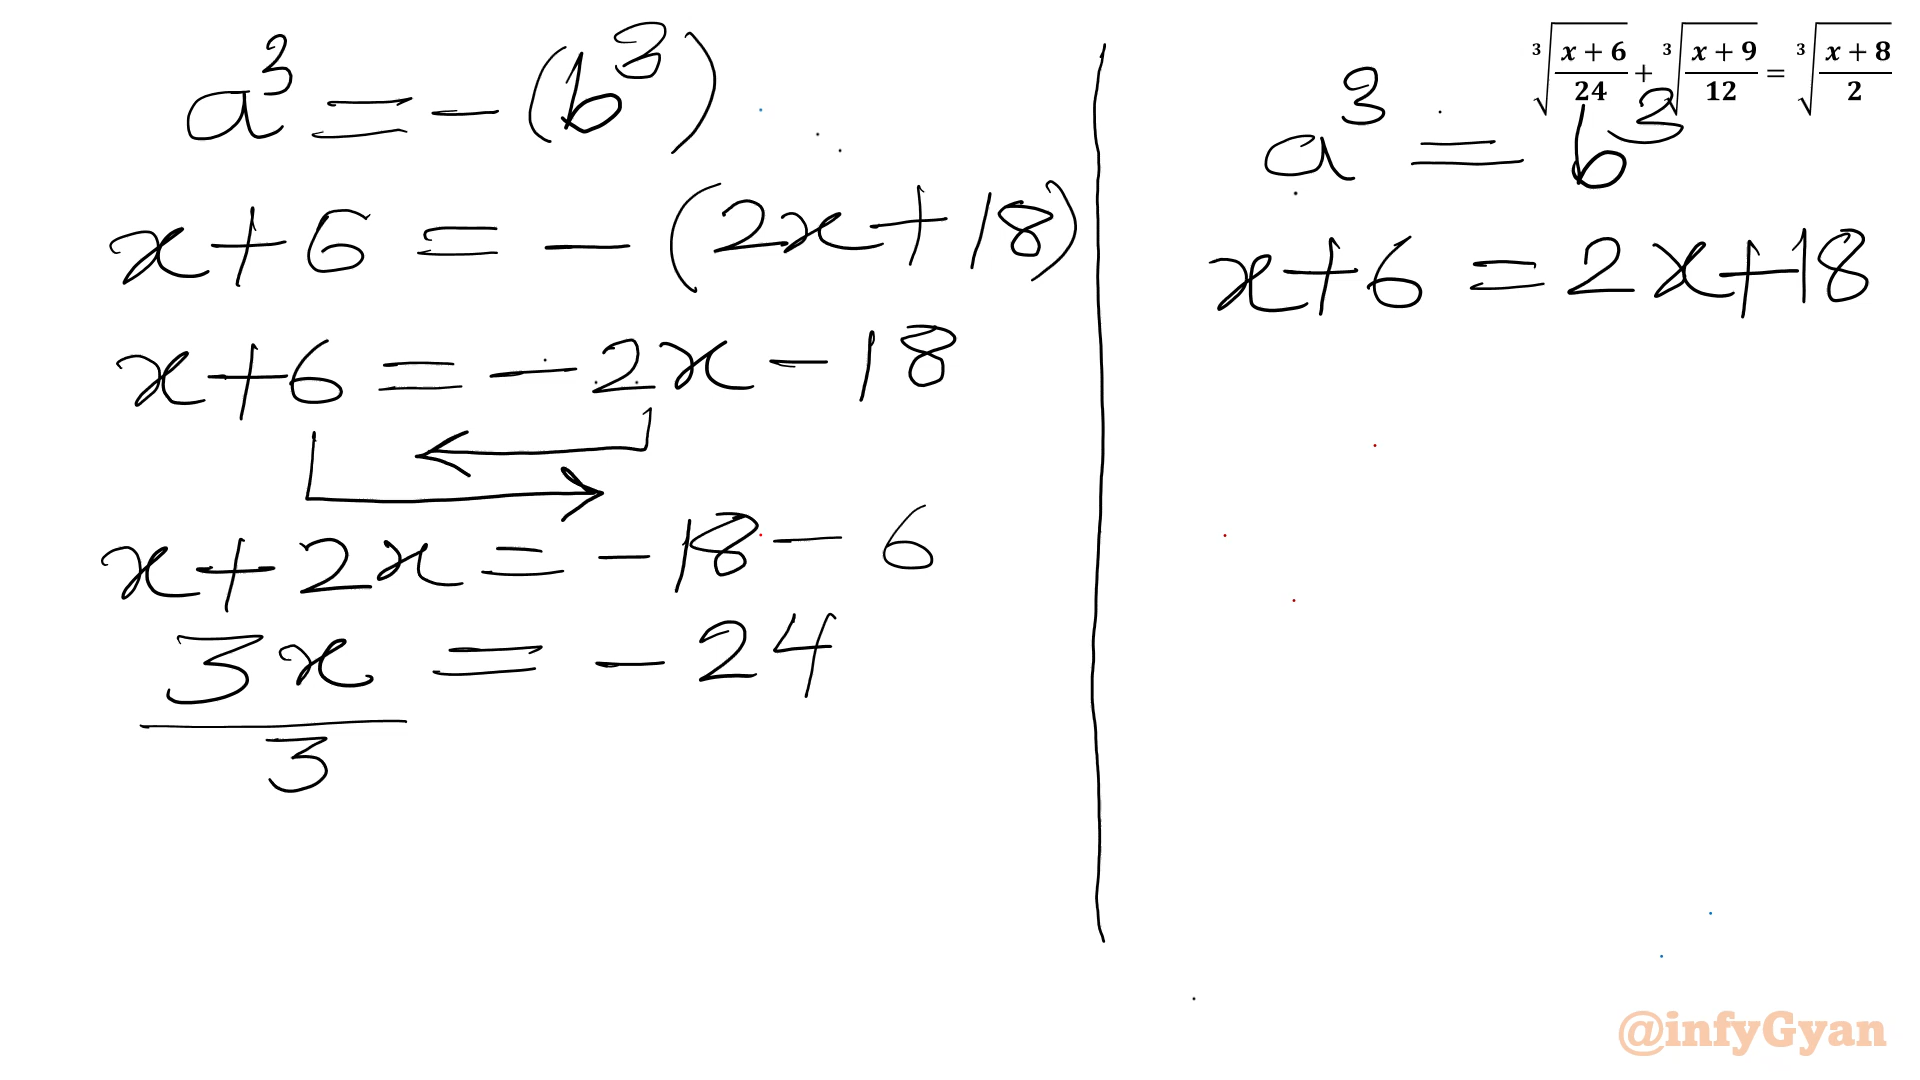 a³ = -(b³)
x+6 = -(2x+18)
x+6 = -2x-18
x+2x = -18-6
3x = -24
3
∛((x + 6)/24) + ∛((x + 9)/12) = ∛((x + 8)/2)
a³ = b³
x+6 = 2x+18
@infyGyan